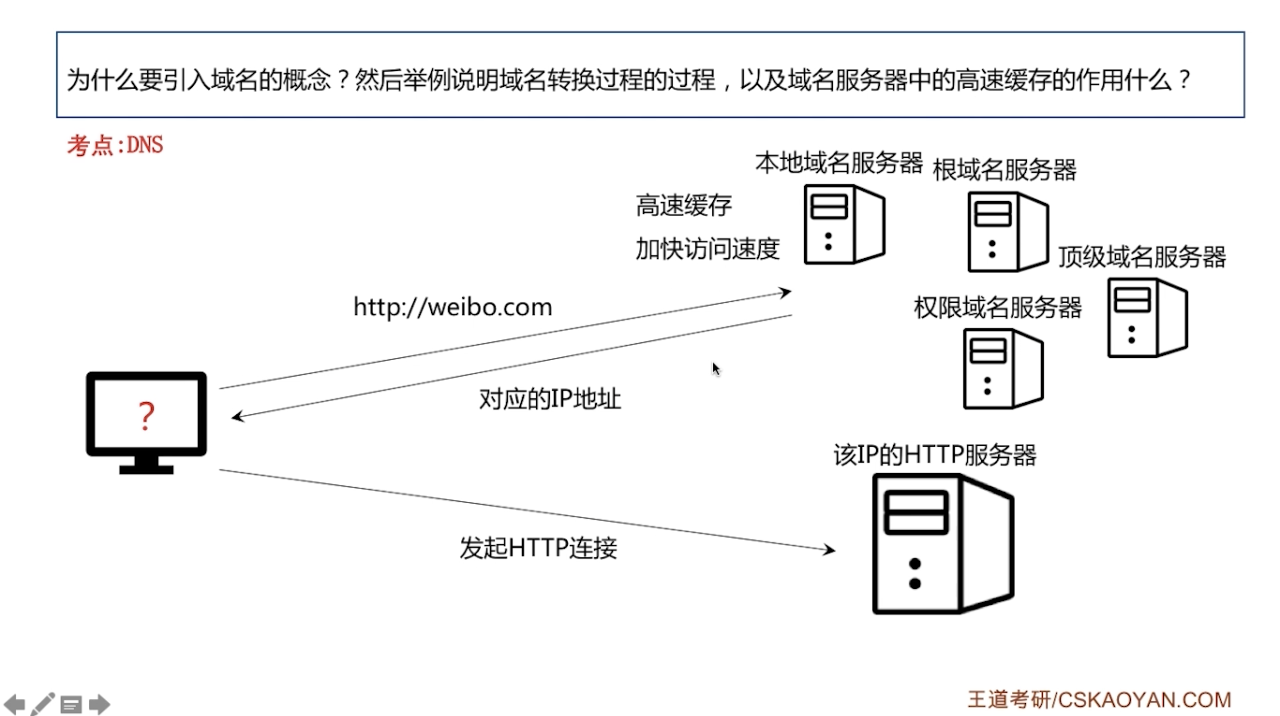 为什么要引入域名的概念？然后举例说明域名转换过程的过程，以及域名服务器中的高速缓存的作用什么？
考点:DNS
本地域名服务器
根域名服务器
高速缓存
加快访问速度
顶级域名服务器
http://weibo.com
权限域名服务器
对应的IP地址
?
该IP的HTTP服务器
发起HTTP连接
王道考研/CSKAOYAN.COM